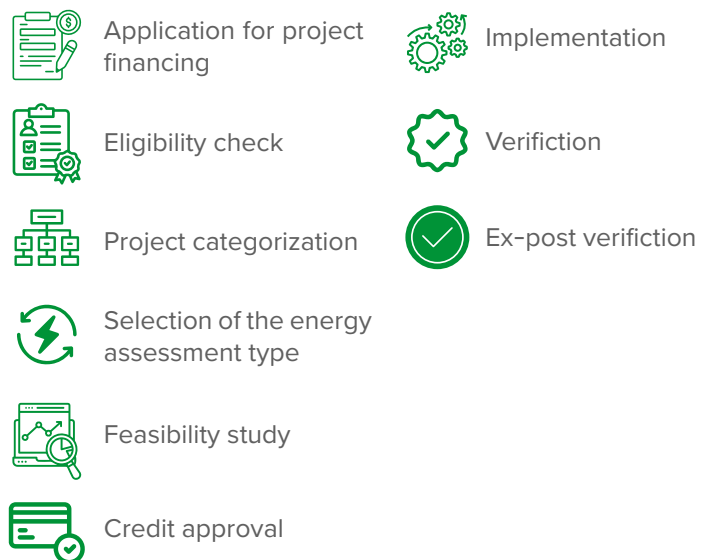 Application for project
financing
Eligibility check
Project categorization
Selection of the energy
assessment type
Feasibility study
Credit approval
Implementation
Verifiction
Ex-post verifiction